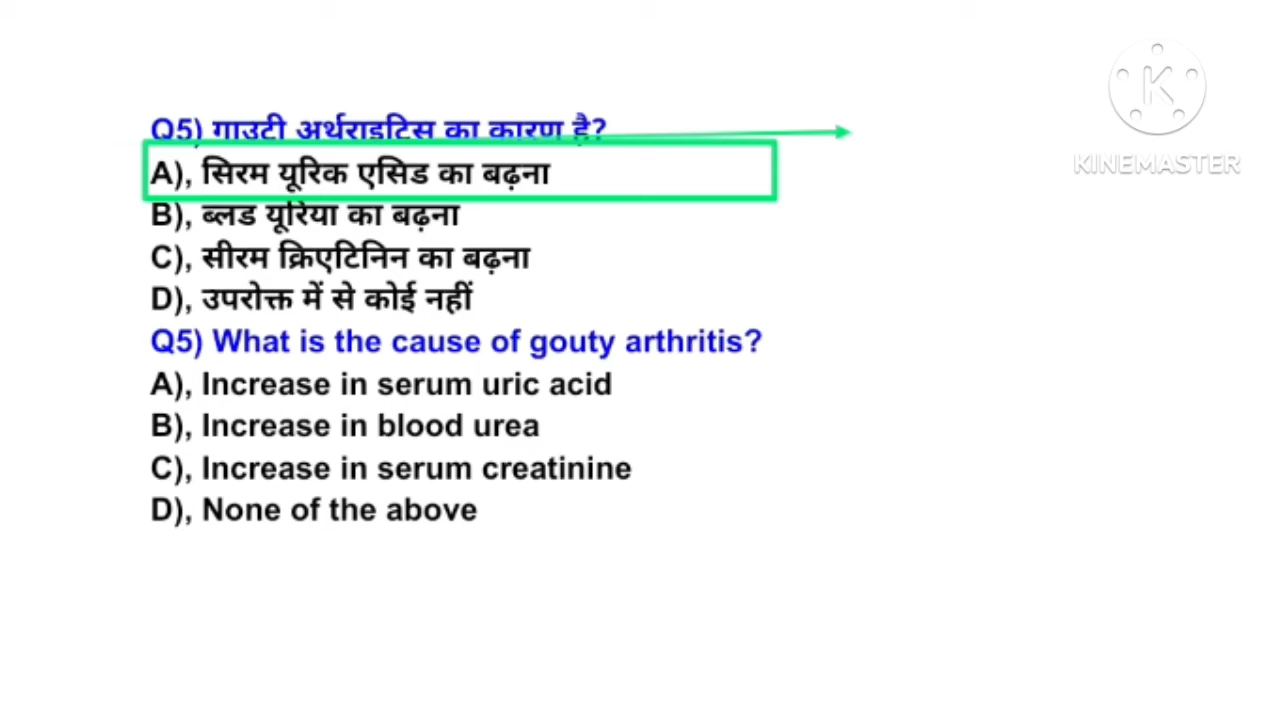 Q5) गाउटी अर्थराइटिस का कारण है?
A), सिरम यूरिक एसिड का बढ़ना
B), ब्लड यूरिया का बढ़ना
C), सीरम क्रिएटिनिन का बढ़ना
D), उपरोक्त में से कोई नहीं
Q5) What is the cause of gouty arthritis?
A), Increase in serum uric acid
B), Increase in blood urea
C), Increase in serum creatinine
D), None of the above
K
KINEMASTER